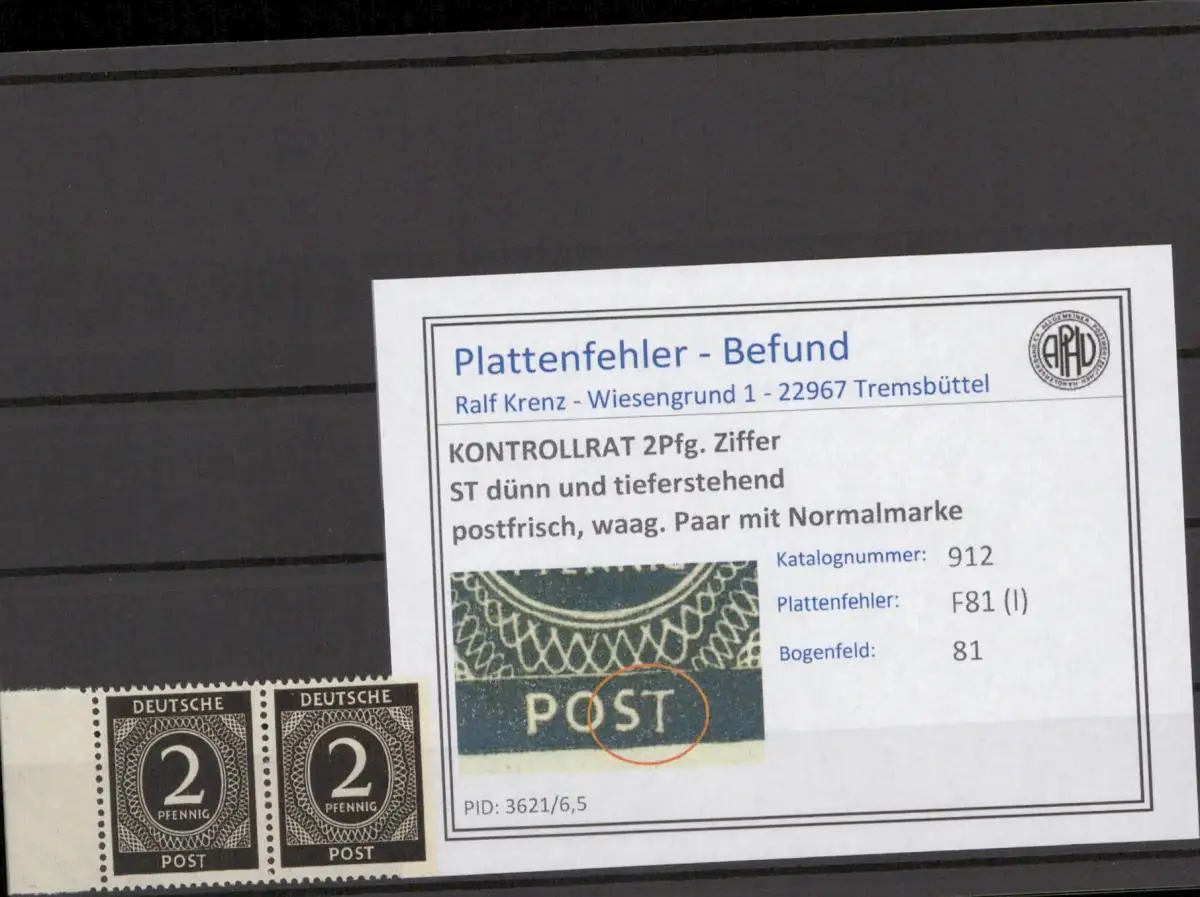 Plattenfehler - Befund
Ralf Krenz - Wiesengrund 1 - 22967 Tremsbüttel
APHV
KONTROLLRAT 2Pfg. Ziffer
ST dünn und tieferstehend
postfrisch, waag. Paar mit Normalmarke
Katalognummer: 912
Plattenfehler: F81 (I)
Bogenfeld: 81
PFENNIG
POST
PID: 3621/6,5
DEUTSCHE
2
PFENNIG
POST
DEUTSCHE
2
PFENNIG
POST